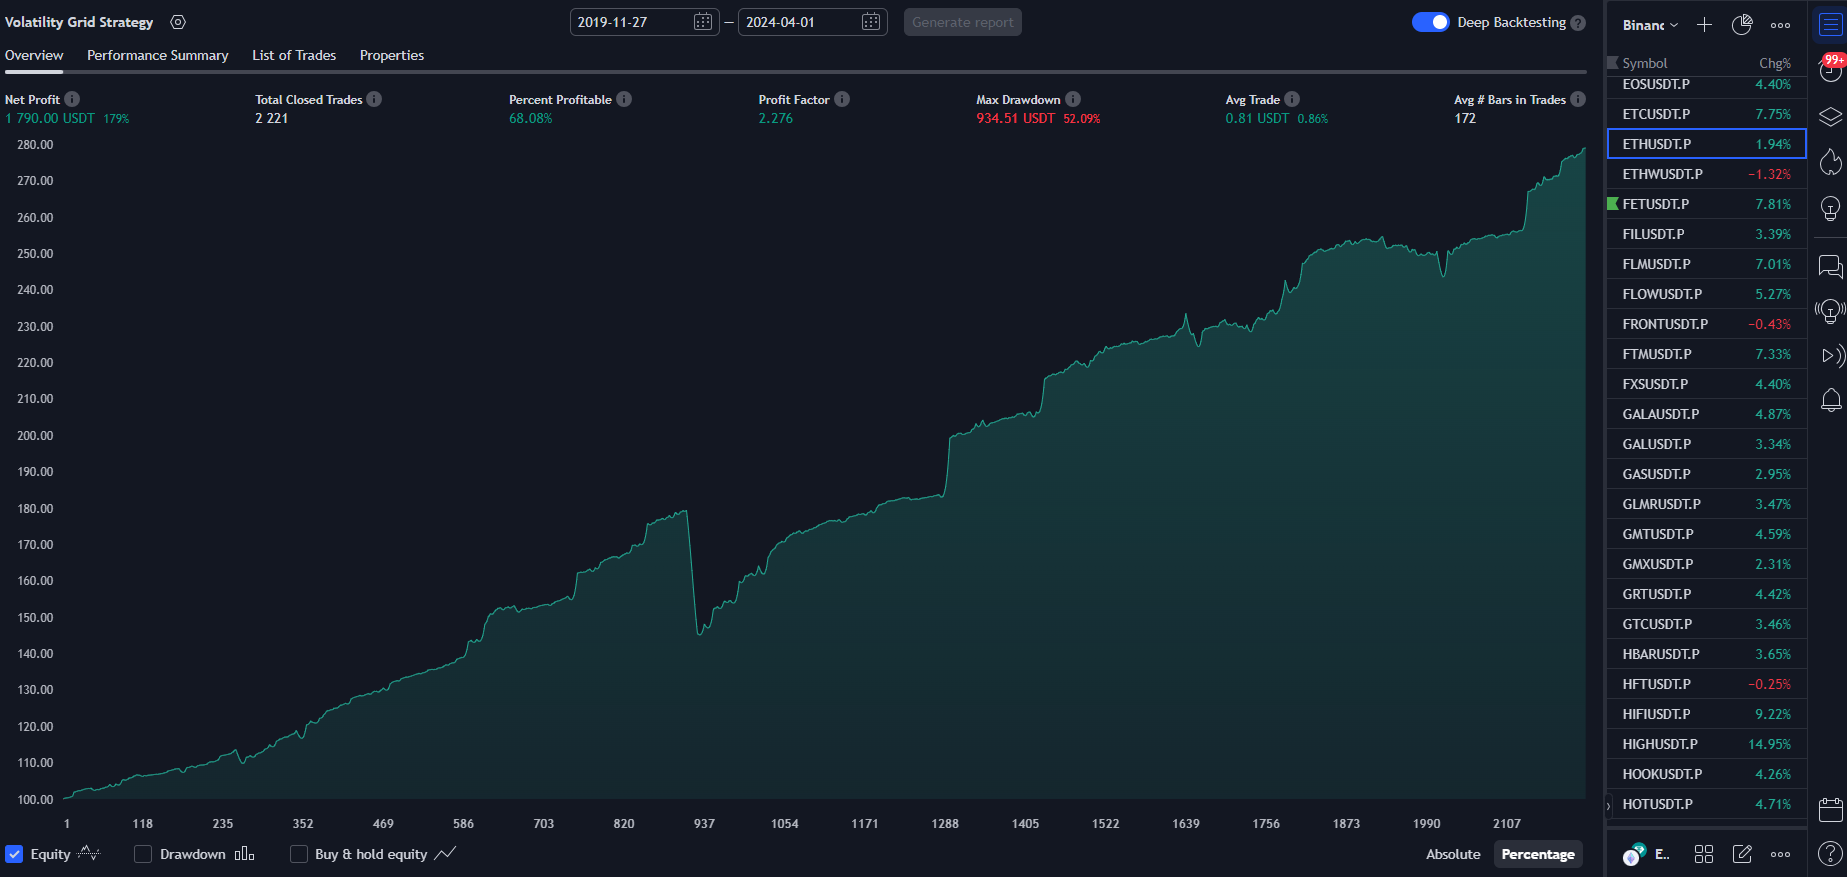 Volatility Grid Strategy
2019-11-27 — 2024-04-01 Generate report
Deep Backtesting ?
Overview Performance Summary List of Trades Properties
Net Profit Total Closed Trades Percent Profitable Profit Factor Max Drawdown Avg Trade Avg # Bars in Trades
1 790.00 USDT 179% 2 221 68.08% 2.276 934.51 USDT 52.09% 0.81 USDT 0.86% 172
280.00
270.00
260.00
250.00
240.00
230.00
220.00
210.00
200.00
190.00
180.00
170.00
160.00
150.00
140.00
130.00
120.00
110.00
100.00
1 118 235 352 469 586 703 820 937 1054 1171 1288 1405 1522 1639 1756 1873 1990 2107
Equity Drawdown Buy & hold equity
Absolute Percentage
Binanc
Symbol Chg%
EOSUSDT.P 4.40%
ETCUSDT.P 7.75%
ETHUSDT.P 1.94%
ETHWUSDT.P −1.32%
FETUSDT.P 7.81%
FILUSDT.P 3.39%
FLMUSDT.P 7.01%
FLOWUSDT.P 5.27%
FRONTUSDT.P −0.43%
FTMUSDT.P 7.33%
FXSUSDT.P 4.40%
GALAUSDT.P 4.87%
GALUSDT.P 3.34%
GASUSDT.P 2.95%
GLMRUSDT.P 3.47%
GMTUSDT.P 4.59%
GMXUSDT.P 2.31%
GRTUSDT.P 4.42%
GTCUSDT.P 3.46%
HBARUSDT.P 3.65%
HFTUSDT.P −0.25%
HIFIUSDT.P 9.22%
HIGHUSDT.P 14.95%
HOOKUSDT.P 4.26%
HOTUSDT.P 4.71%
E..
99+
?